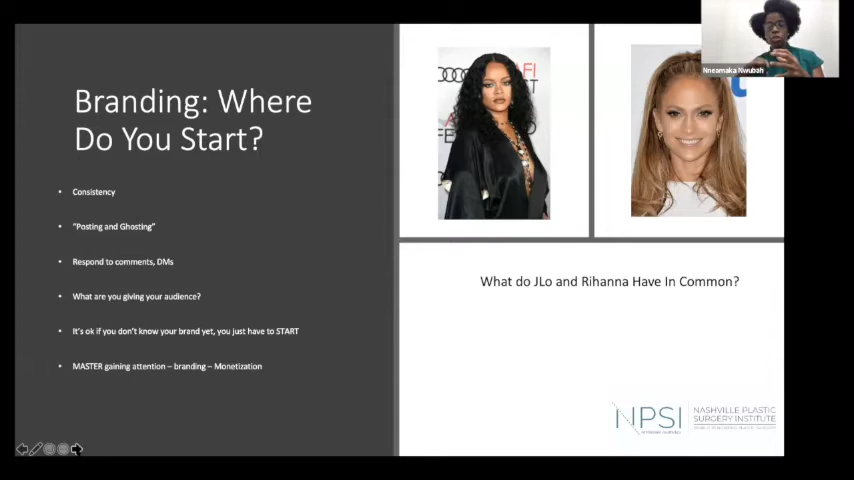 Branding: Where
Do You Start?
• Consistency
• “Posting and Ghosting”
• Respond to comments, DMs
• What are you giving your audience?
• It's ok if you don't know your brand yet, you just have to START
• MASTER gaining attention – branding – Monetization
AFI
Nneamaka Nwubah
What do JLo and Rihanna Have In Common?
NPSI
NASHVILLE PLASTIC
SURGERY INSTITUTE